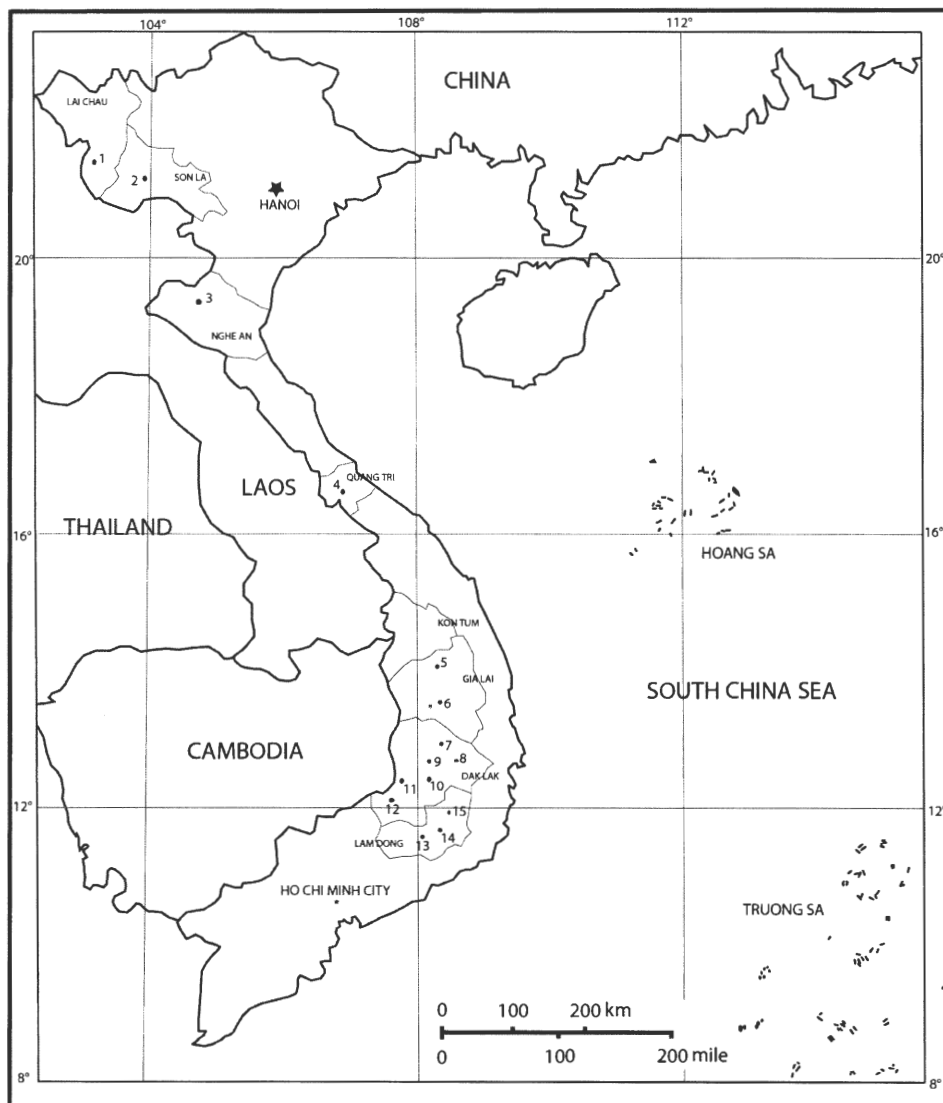 104° 108° 112°
CHINA
LAI CHAU
1
2
SON LA
HANOI
20° 20°
3
NGHE AN
4
QUANG TRI
LAOS
THAILAND
16° 16°
HOANG SA
KON TUM
5
GIA LAI
6
SOUTH CHINA SEA
CAMBODIA
7
9 8
DAK LAK
11 10
12
12° 12°
15
14
13
LAM DONG
HO CHI MINH CITY
TRUONG SA
0 100 200 km
0 100 200 mile
8° 8°